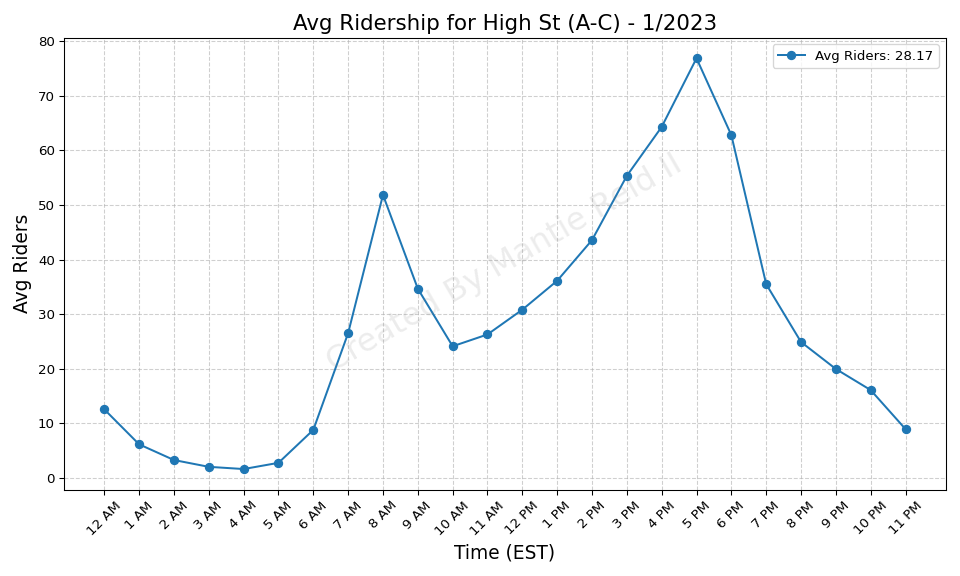 Avg Ridership for High St (A-C) - 1/2023
Avg Riders: 28.17
80
70
60
50
40
30
20
10
0
Avg Riders
Created By Mantle Reid II
12 AM
1 AM
2 AM
3 AM
4 AM
5 AM
6 AM
7 AM
8 AM
9 AM
10 AM
11 AM
12 PM
1 PM
2 PM
3 PM
4 PM
5 PM
6 PM
7 PM
8 PM
9 PM
10 PM
11 PM
Time (EST)